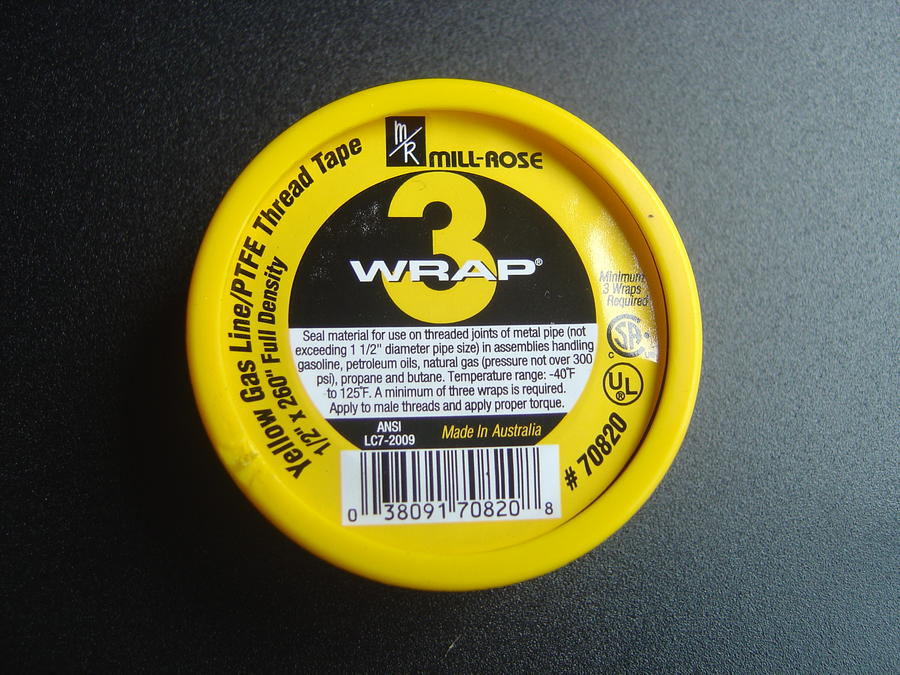 m/R MILL-ROSE
Yellow Gas Line/PTFE Thread Tape
1/2" x 260" Full Density
3
WRAP®
Minimum
3 Wraps
Required
Seal material for use on threaded joints of metal pipe (not
exceeding 1 1/2" diameter pipe size) in assemblies handling
gasoline, petroleum oils, natural gas (pressure not over 300
psi), propane and butane. Temperature range: -40°F
to 125°F. A minimum of three wraps is required.
Apply to male threads and apply proper torque.
ANSI
LC7-2009
Made In Australia
SA
C US
UL
®
# 70820
0 38091 70820 8